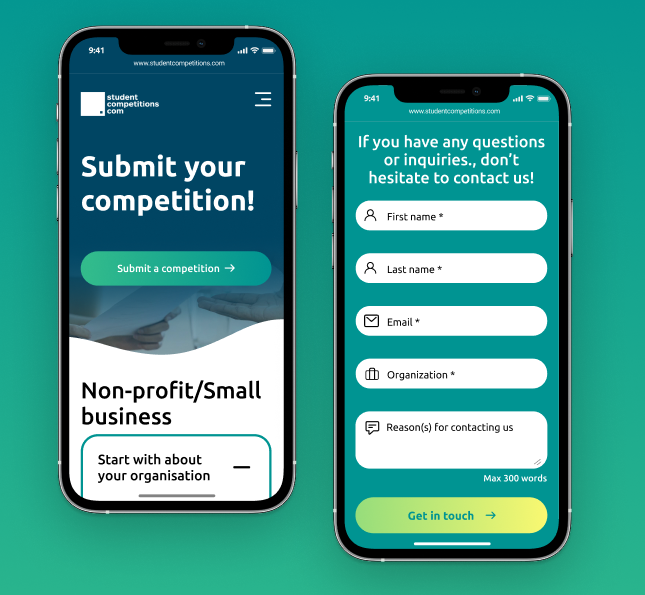 9:41
www.studentcompetitions.com
student
competitions
com
Submit your
competition!
Submit a competition
Non-profit/Small
business
Start with about
your organisation
9:41
www.studentcompetitions.com
If you have any questions
or inquiries., don't
hesitate to contact us!
First name *
Last name *
Email *
Organization *
Reason(s) for contacting us
Max 300 words
Get in touch